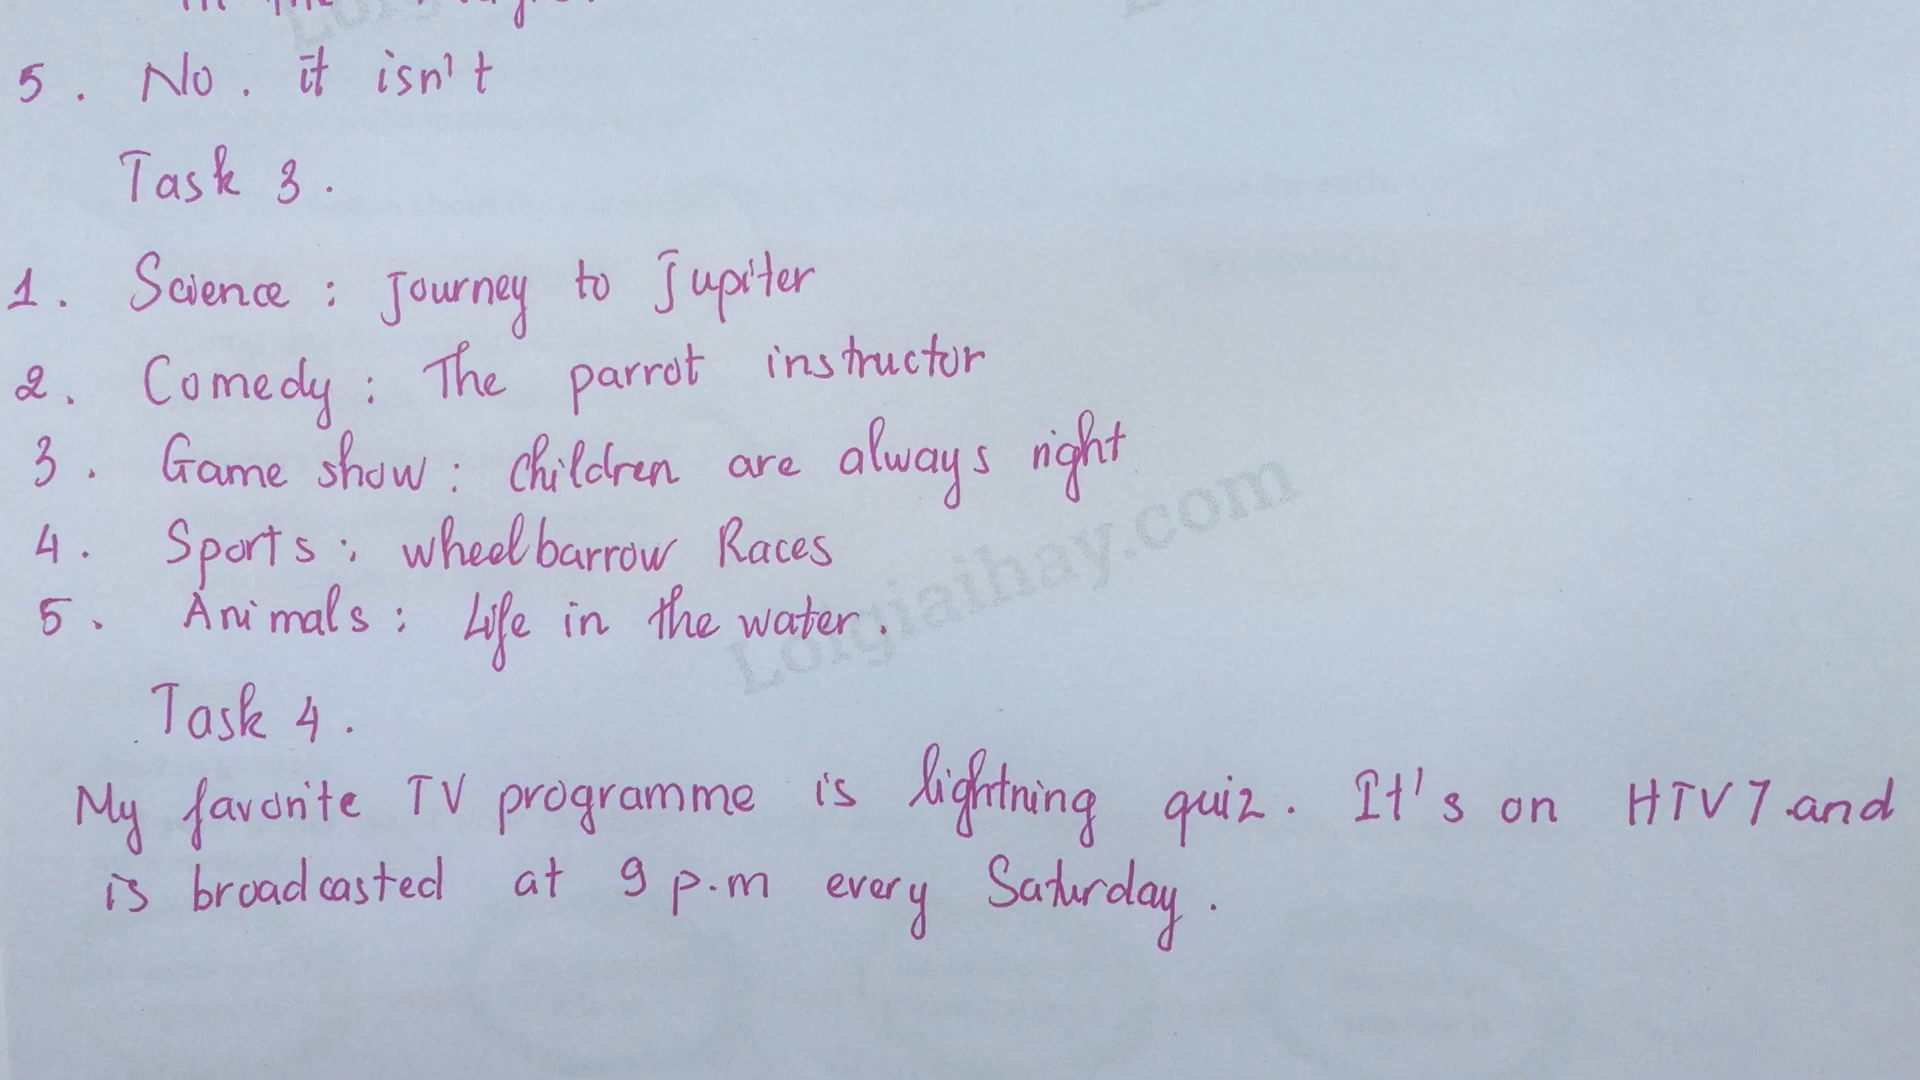 5. No. it isn't
Task 3.
1. Science : Journey to Jupiter
2. Comedy : The parrot instructor
3. Game show : Children are always right
4. Sports : wheelbarrow Races
5. Animals : Life in the water.
Task 4.
My favorite TV programme is lightning quiz. It's on HTV7 and
is broadcasted at 9 p.m every Saturday.
Loigiaihay.com